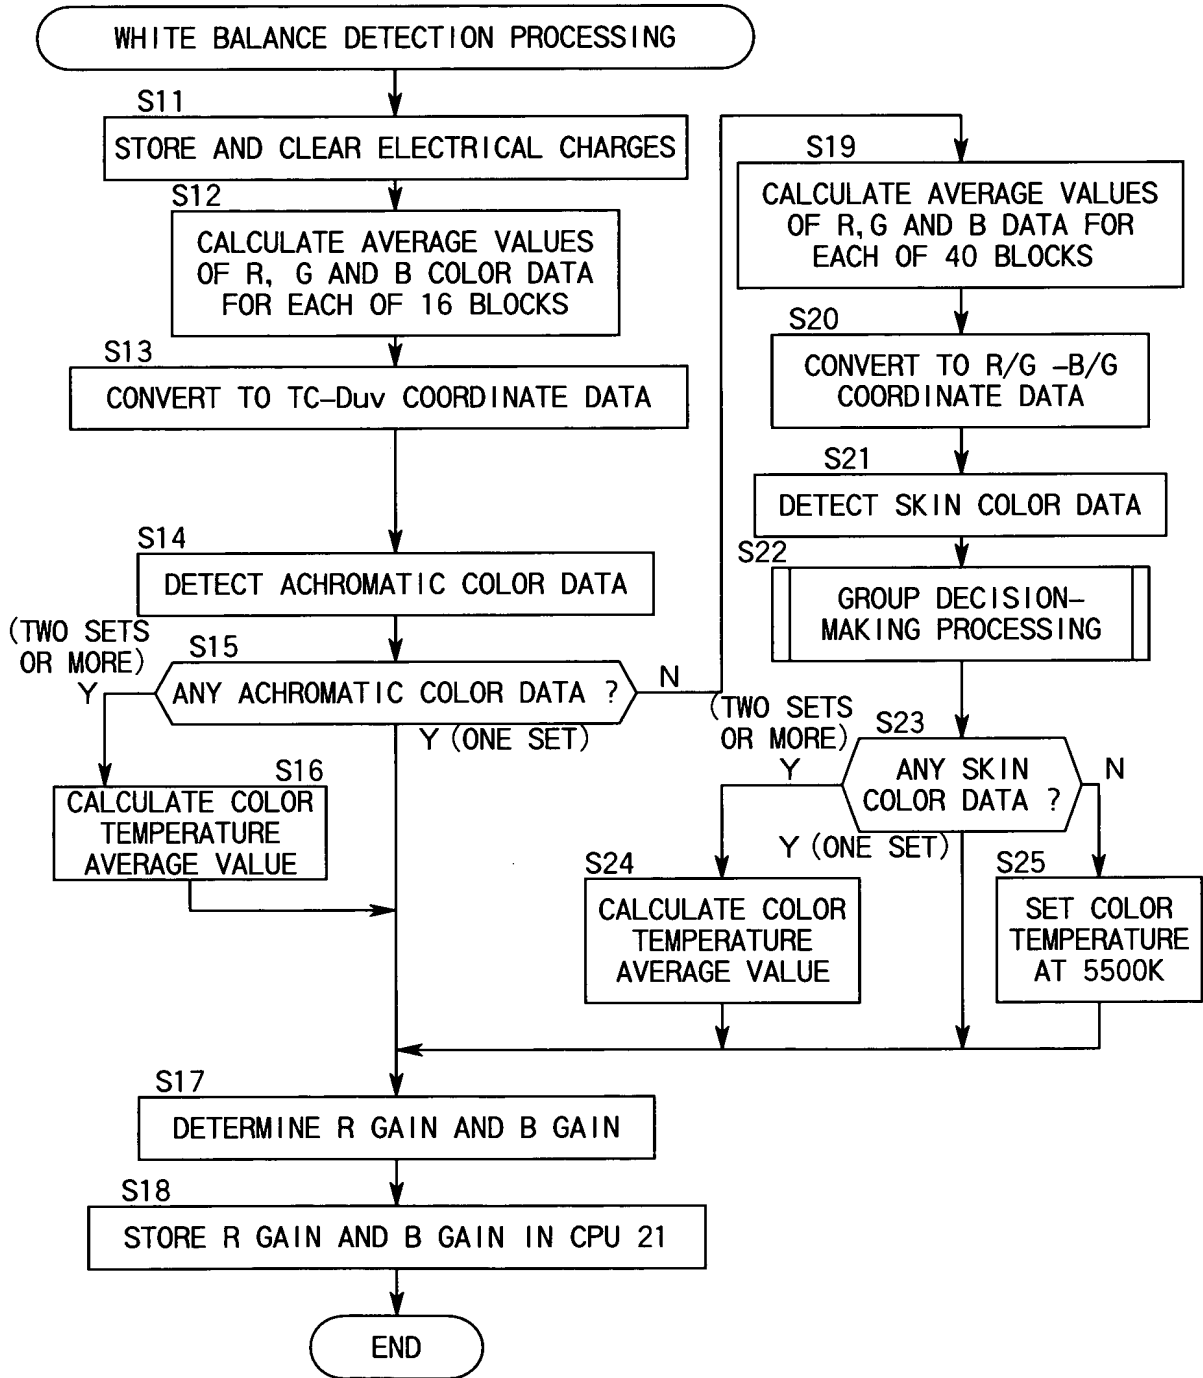 WHITE BALANCE DETECTION PROCESSING
S11
STORE AND CLEAR ELECTRICAL CHARGES
S12
CALCULATE AVERAGE VALUES
OF R, G AND B COLOR DATA
FOR EACH OF 16 BLOCKS
S13
CONVERT TO TC-Duv COORDINATE DATA
S14
DETECT ACHROMATIC COLOR DATA
(TWO SETS
OR MORE)
Y
S15
ANY ACHROMATIC COLOR DATA ?
N
Y (ONE SET)
S16
CALCULATE COLOR
TEMPERATURE
AVERAGE VALUE
S17
DETERMINE R GAIN AND B GAIN
S18
STORE R GAIN AND B GAIN IN CPU 21
END
S19
CALCULATE AVERAGE VALUES
OF R,G AND B DATA FOR
EACH OF 40 BLOCKS
S20
CONVERT TO R/G -B/G
COORDINATE DATA
S21
DETECT SKIN COLOR DATA
S22
GROUP DECISION-
MAKING PROCESSING
(TWO SETS
OR MORE)
Y
S23
ANY SKIN
COLOR DATA ?
N
Y (ONE SET)
S24
CALCULATE COLOR
TEMPERATURE
AVERAGE VALUE
S25
SET COLOR
TEMPERATURE
AT 5500K